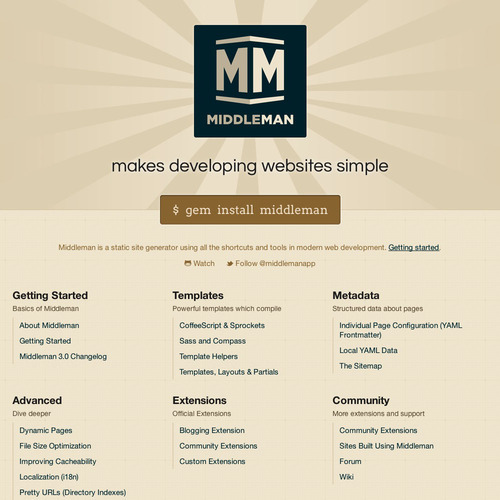 MM
MIDDLEMAN
makes developing websites simple
$ gem install middleman
Middleman is a static site generator using all the shortcuts and tools in modern web development. Getting started.
Watch Follow @middlemanapp
Getting Started
Basics of Middleman
About Middleman
Getting Started
Middleman 3.0 Changelog
Templates
Powerful templates which compile
CoffeeScript & Sprockets
Sass and Compass
Template Helpers
Templates, Layouts & Partials
Metadata
Structured data about pages
Individual Page Configuration (YAML
Frontmatter)
Local YAML Data
The Sitemap
Advanced
Dive deeper
Dynamic Pages
File Size Optimization
Improving Cacheability
Localization (i18n)
Pretty URLs (Directory Indexes)
Extensions
Official Extensions
Blogging Extension
Community Extensions
Custom Extensions
Community
More extensions and support
Community Extensions
Sites Built Using Middleman
Forum
Wiki